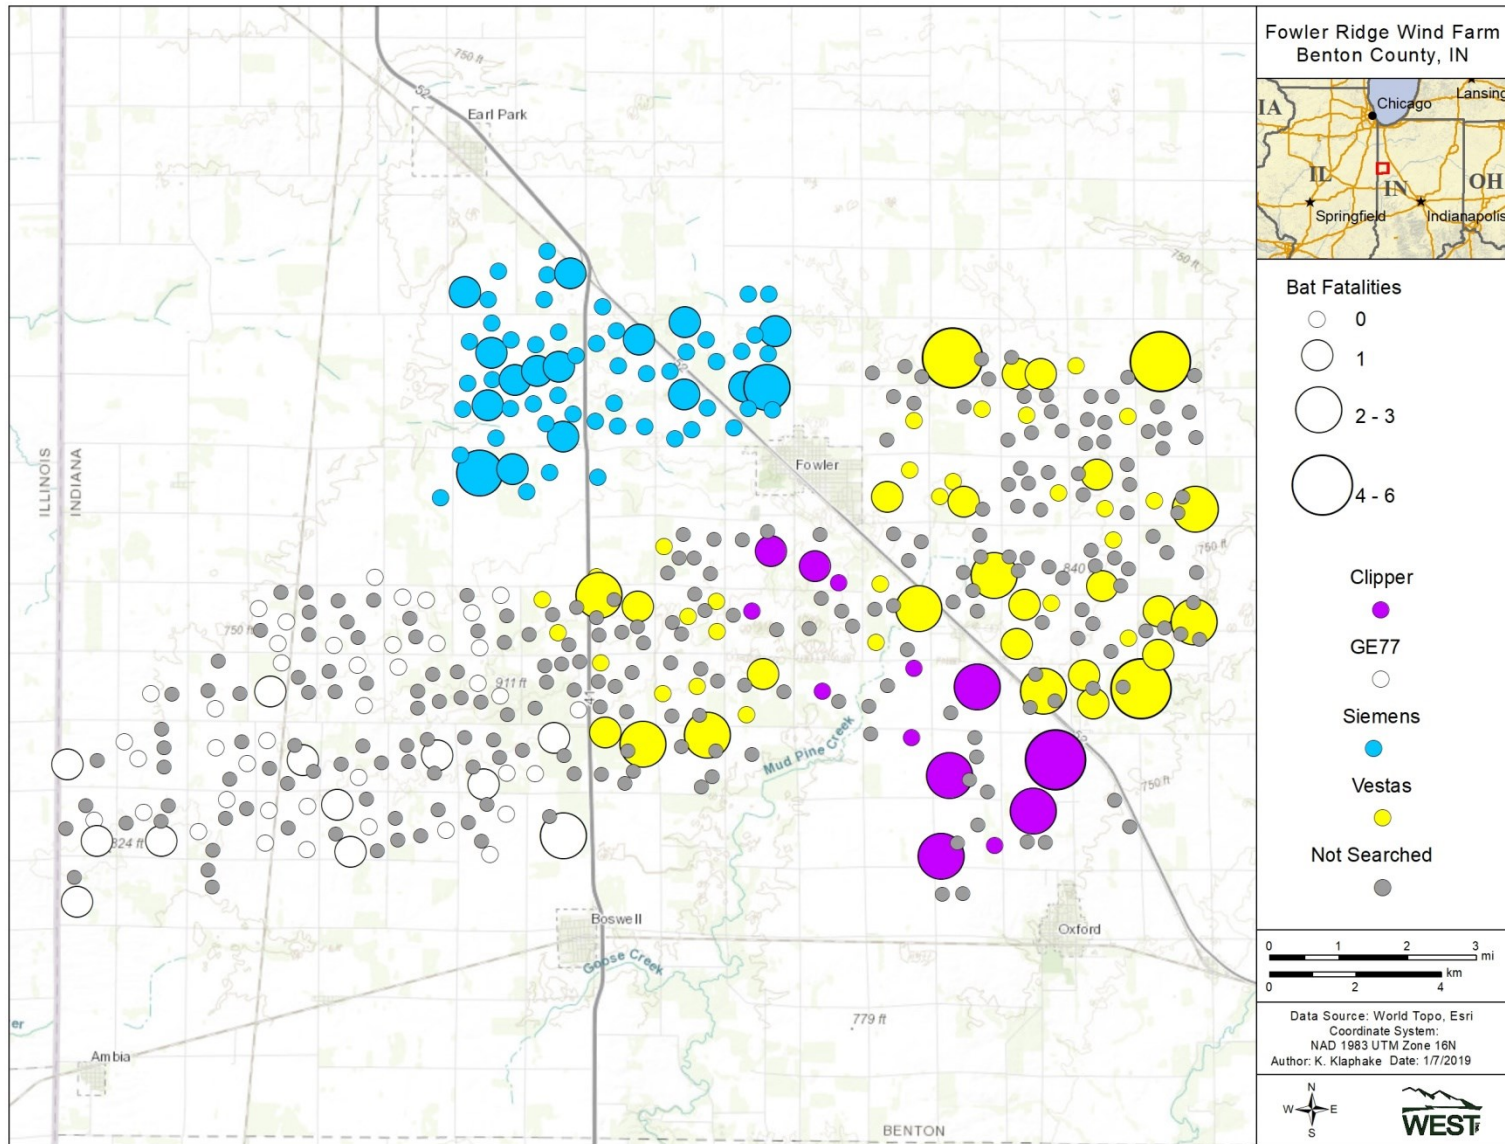 Fowler Ridge Wind Farm
Benton County, IN
Lansing
Chicago
IA
IL
IN
OH
Springfield
Indianapolis
Bat Fatalities
0
1
2 - 3
4 - 6
Clipper
GE77
Siemens
Vestas
Not Searched
0 1 2 3 mi
km
0 2 4
Data Source: World Topo, Esri
Coordinate System:
NAD 1983 UTM Zone 16N
Author: K. Klaphake Date: 1/7/2019
N
W E
S
WEST
750 ft
52
Earl Park
750 ft
52
ILLINOIS
INDIANA
Fowler
750 ft
840
750 ft
911 ft
41
52
Mud Pine Creek
750 ft
824 ft
Boswell
Oxford
Goose Creek
779 ft
er
Ambia
BENTON